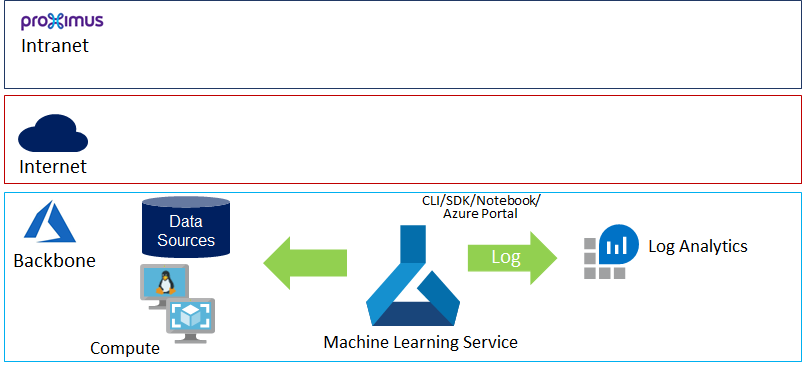 proximus
Intranet
Internet
CLI/SDK/Notebook/
Azure Portal
Data
Sources
Log
Log Analytics
Backbone
Compute
Machine Learning Service